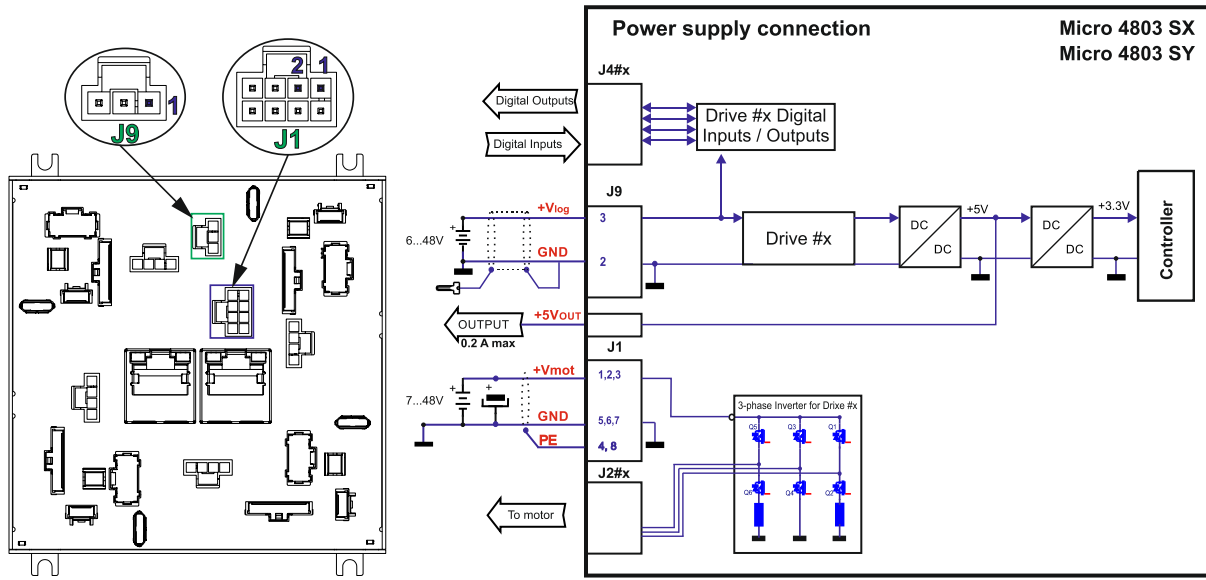 2 1
1
J9
J1
Power supply connection
Micro 4803 SX
Micro 4803 SY
J4#x
Digital Outputs
Digital Inputs
Drive #x Digital
Inputs / Outputs
J9
+Vlog
3
6...48V
+
GND
2
Drive #x
DC
DC
+5V
DC
DC
+3.3V
Controller
+5VOUT
OUTPUT
0.2 A max
J1
+Vmot
1,2,3
+
+
7...48V
GND
5,6,7
PE
4, 8
3-phase Inverter for Drixe #x
Q5
Q3
Q1
Q6
Q4
Q2
J2#x
To motor